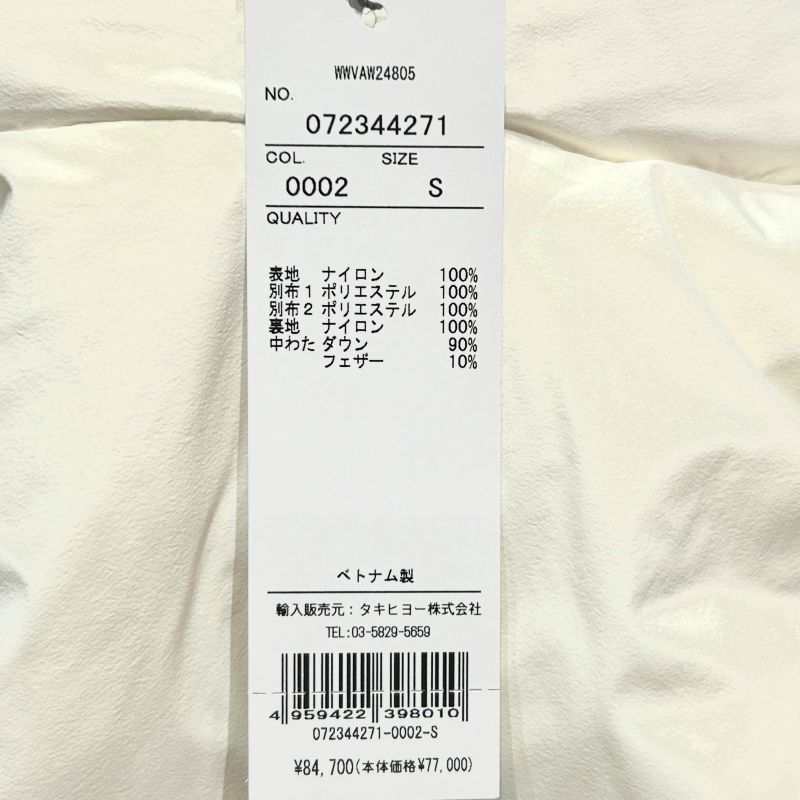 WWVAW24805
NO.
072344271
COL. SIZE
0002 S
QUALITY
表地 ナイロン 100%
別布1 ポリエステル 100%
別布2 ポリエステル 100%
裏地 ナイロン 100%
中わた ダウン 90%
フェザー 10%
ベトナム製
輸入販売元：タキヒヨー株式会社
TEL:03-5829-5659
4 959422 398010
072344271-0002-S
¥84,700(本体価格¥77,000)